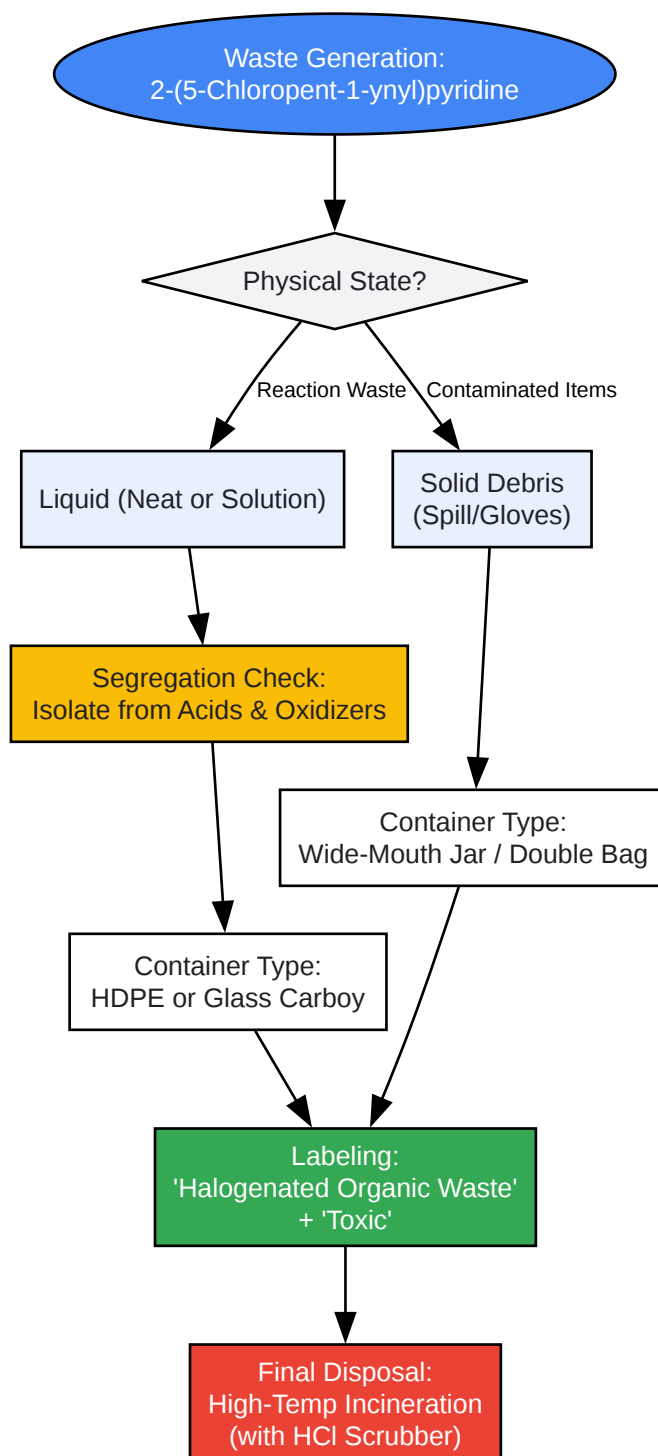 Waste Generation:
2-(5-Chloropent-1-ynyl)pyridine
Physical State?
Reaction Waste
Contaminated Items
Liquid (Neat or Solution)
Solid Debris
(Spill/Gloves)
Segregation Check:
Isolate from Acids & Oxidizers
Container Type:
Wide-Mouth Jar / Double Bag
Container Type:
HDPE or Glass Carboy
Labeling:
'Halogenated Organic Waste'
+ 'Toxic'
Final Disposal:
High-Temp Incineration
(with HCl Scrubber)